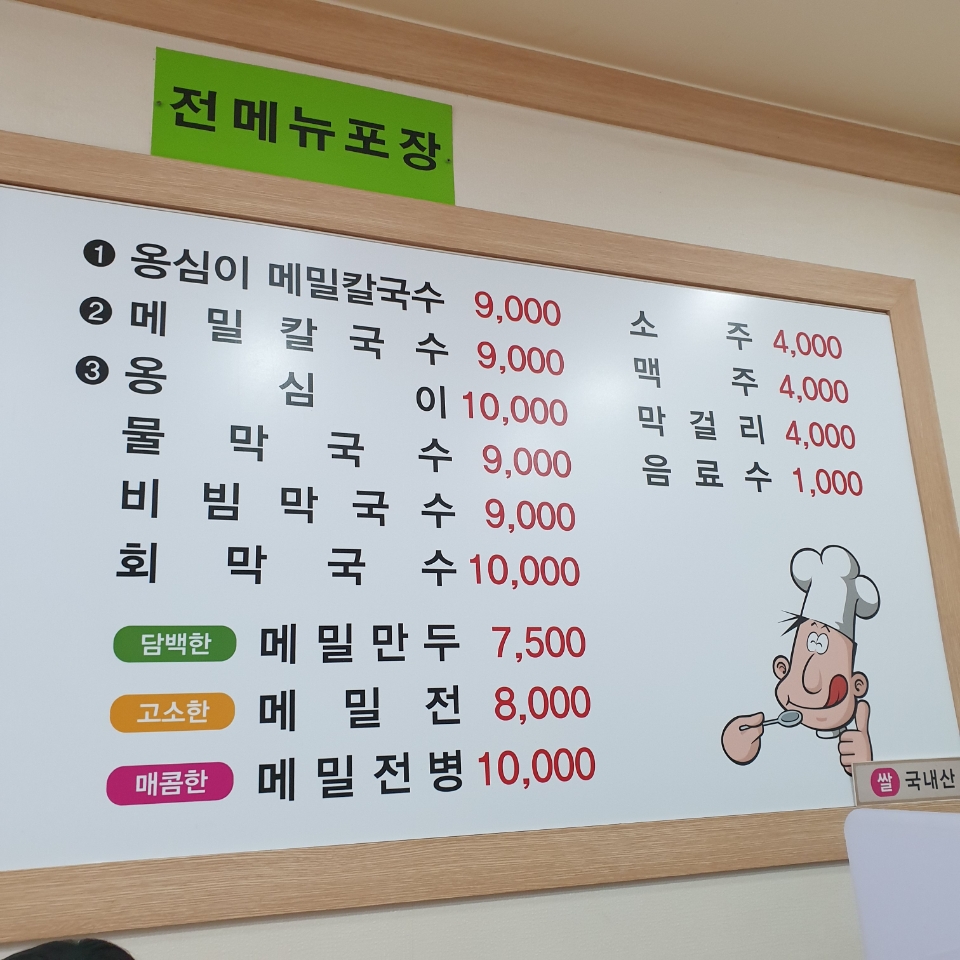 전메뉴포장
❶ 옹심이 메밀칼국수 9,000
❷ 메밀칼국수 9,000
❸ 옹심이 10,000
물막국수 9,000
비빔막국수 9,000
회막국수 10,000
담백한 메밀만두 7,500
고소한 메밀전 8,000
매콤한 메밀전병 10,000
소주 4,000
맥주 4,000
막걸리 4,000
음료수 1,000
쌀 국내산